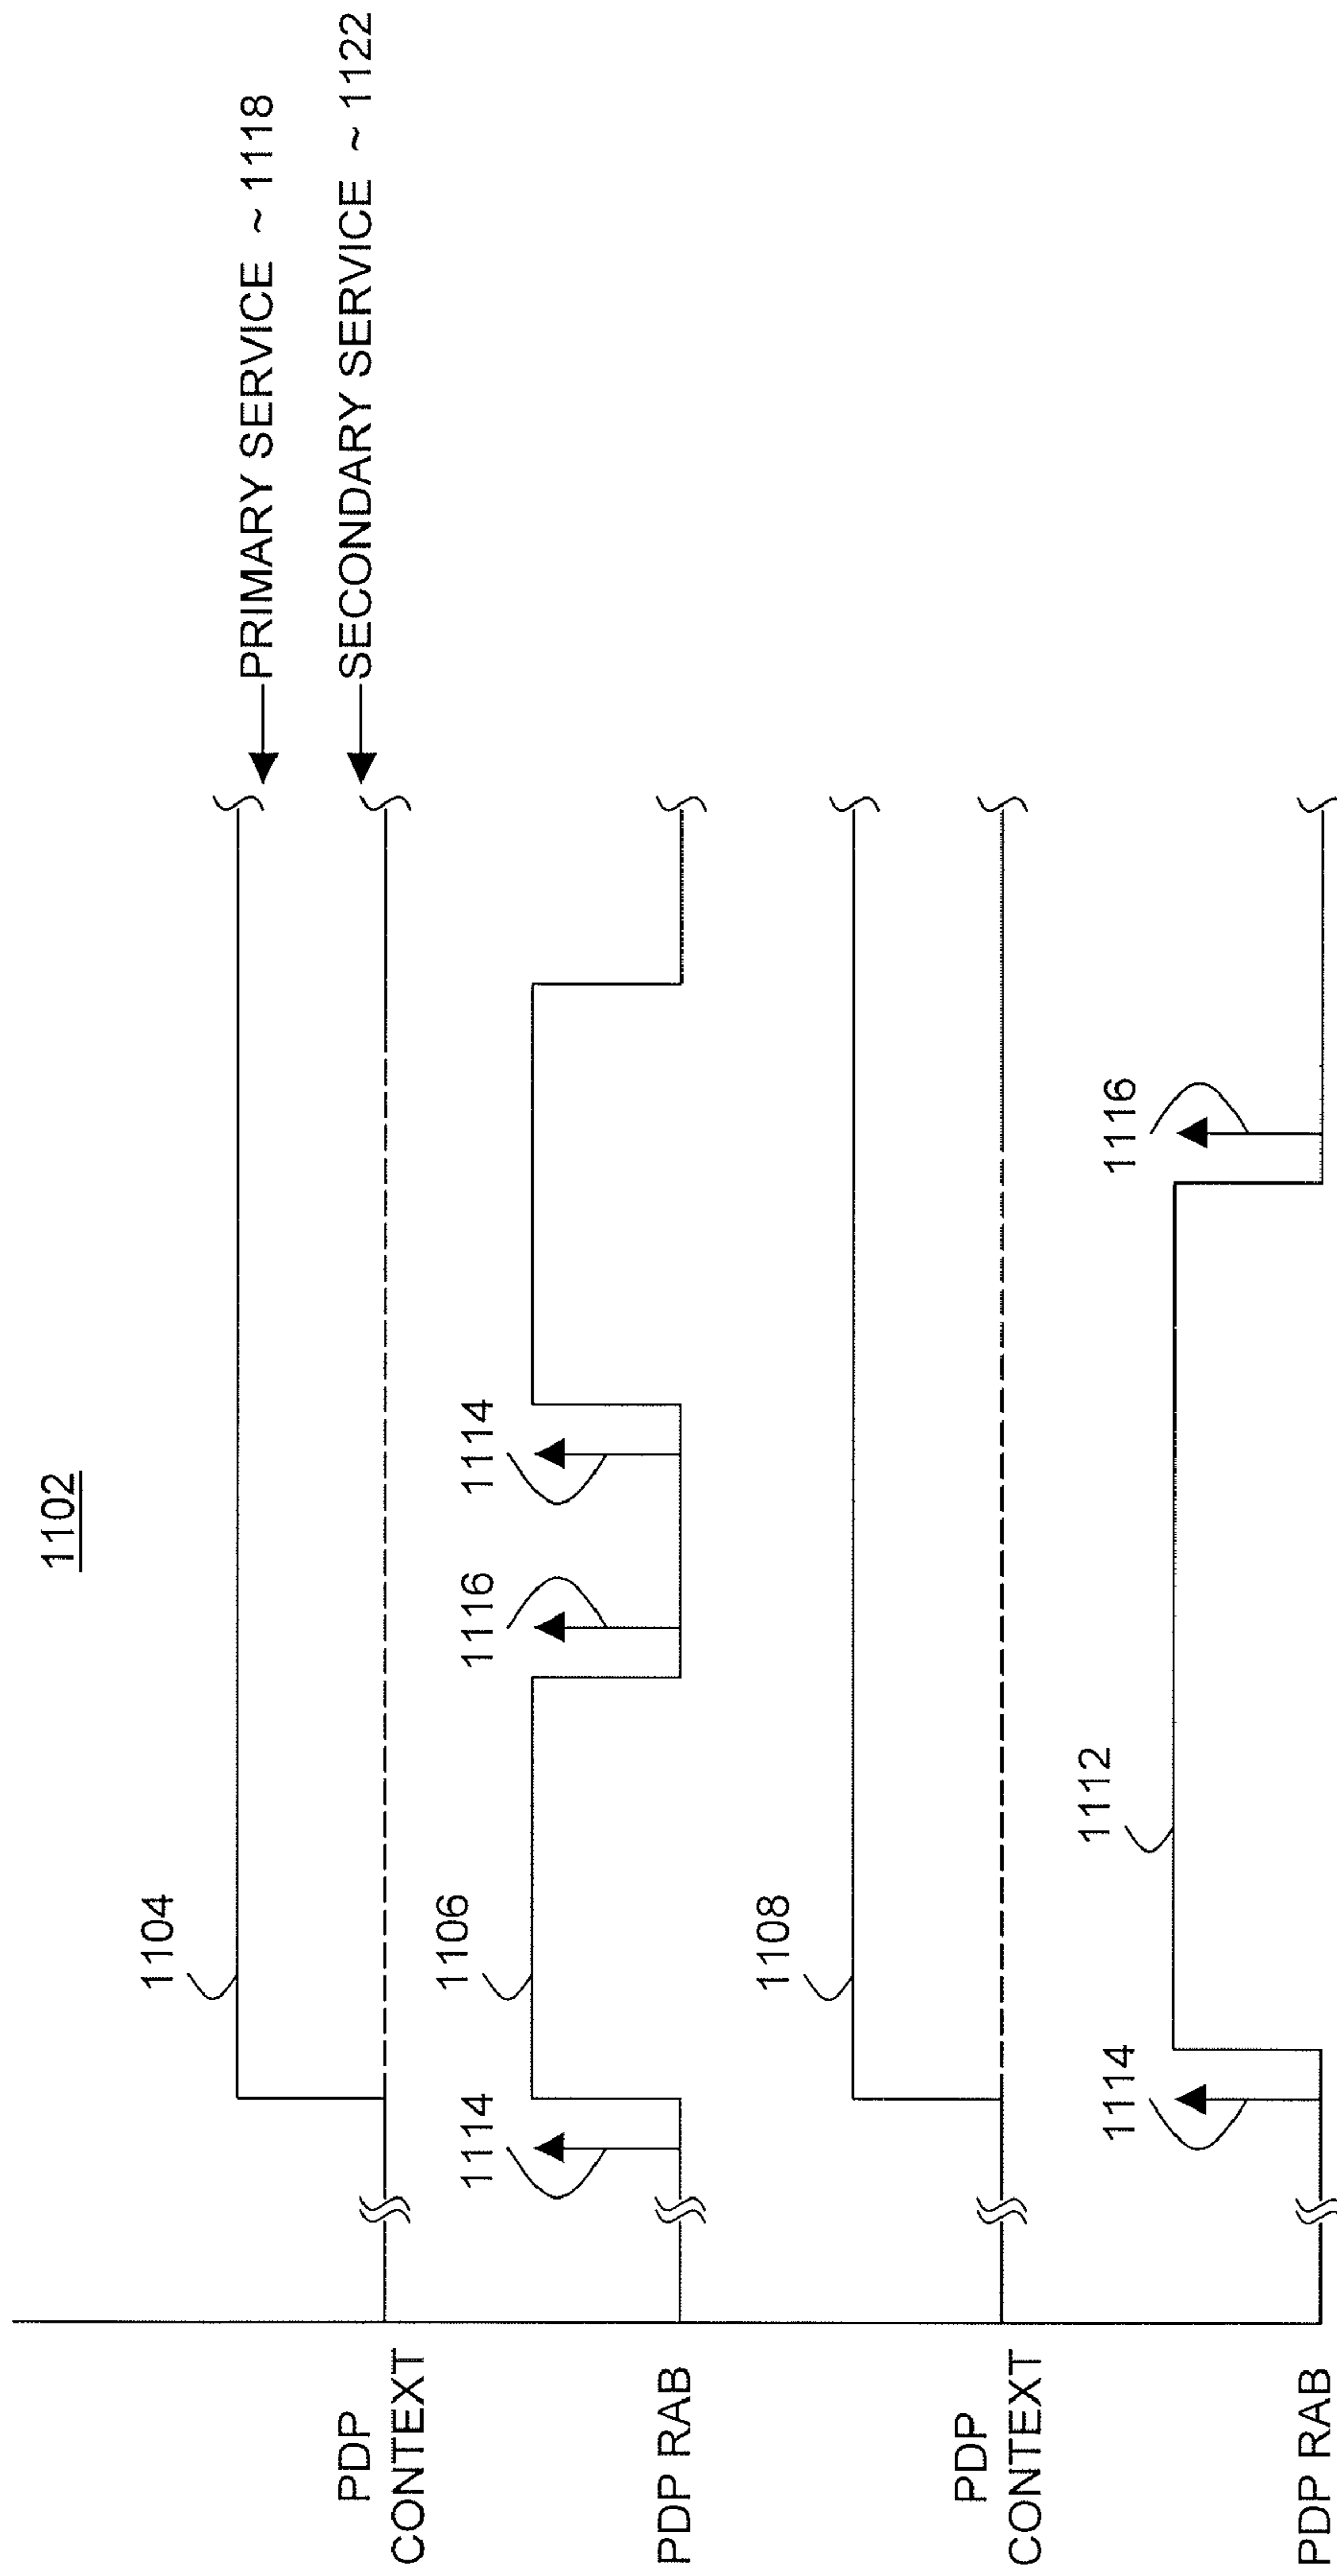 1102
PRIMARY SERVICE ~ 1118
SECONDARY SERVICE ~ 1122
1104
PDP
CONTEXT
1114
1106
1116
1114
PDP RAB
1108
PDP
CONTEXT
1114
1112
1116
PDP RAB